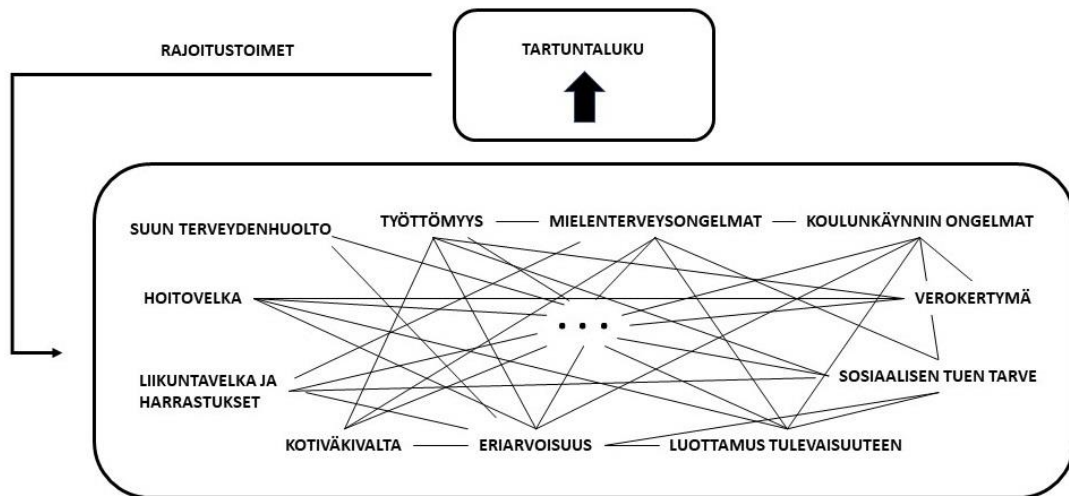 RAJOITUSTOIMET
TARTUNTALUKU
TYÖTTÖMYYS
MIELENTERVEYSONGELMAT
KOULUNKÄYNNIN ONGELMAT
SUUN TERVEYDENHUOLTO
HOITOVELKA
VEROKERTYMÄ
. . .
LIIKUNTAVELKA JA
HARRASTUKSET
SOSIAALISEN TUEN TARVE
KOTIVÄKIVALTA
ERIARVOISUUS
LUOTTAMUS TULEVAISUUTEEN